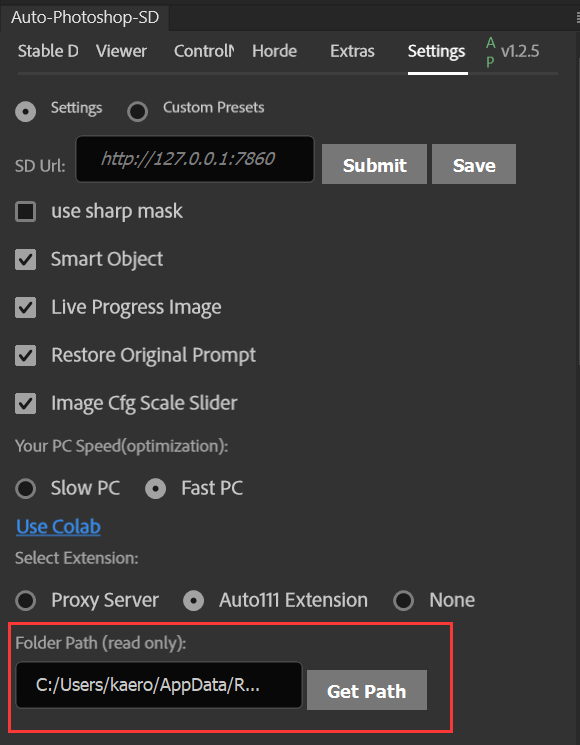 Auto-Photoshop-SD
Stable D Viewer ControlN Horde Extras Settings A P v1.2.5
Settings Custom Presets
SD Url: http://127.0.0.1:7860 Submit Save
use sharp mask
Smart Object
Live Progress Image
Restore Original Prompt
Image Cfg Scale Slider
Your PC Speed(optimization):
Slow PC Fast PC
Use Colab
Select Extension:
Proxy Server Auto111 Extension None
Folder Path (read only):
C:/Users/kaero/AppData/R... Get Path